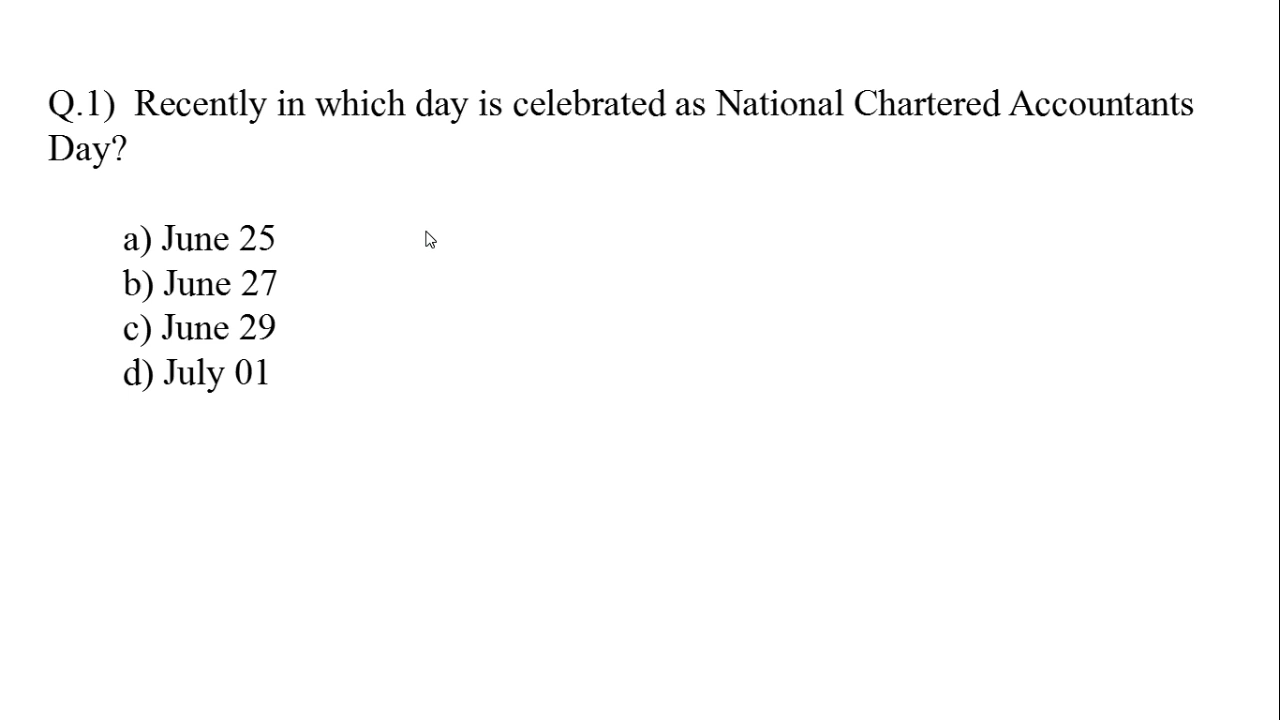 Q.1) Recently in which day is celebrated as National Chartered Accountants
Day?
a) June 25
b) June 27
c) June 29
d) July 01